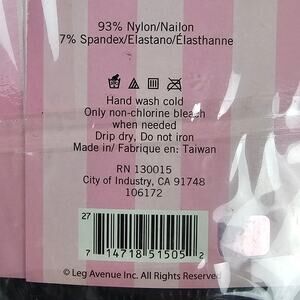 93% Nylon/Nailon
7% Spandex/Elastano/Élasthanne
Hand wash cold
Only non-chlorine bleach
when needed
Drip dry, Do not iron
Made in/ Fabrique en: Taiwan
RN 130015
City of Industry, CA 91748
106172
27
7 14718 51505 2
© Leg Avenue Inc. All Rights Reserved